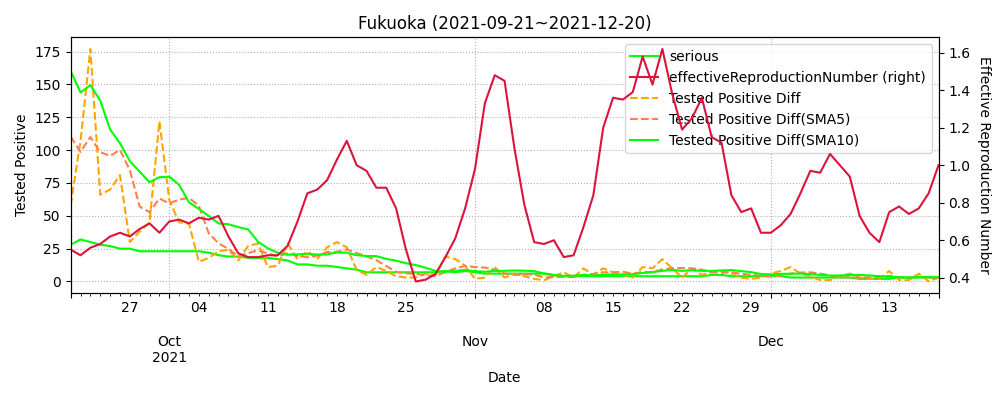 Fukuoka (2021-09-21~2021-12-20)
175
150
125
100
75
50
25
0
Tested Positive
serious
effectiveReproductionNumber (right)
Tested Positive Diff
Tested Positive Diff(SMA5)
Tested Positive Diff(SMA10)
1.6
1.4
1.2
1.0
0.8
0.6
0.4
Effective Reproduction Number
27 04 11 18 25 08 15 22 29 06 13
Oct Nov Dec
2021
Date